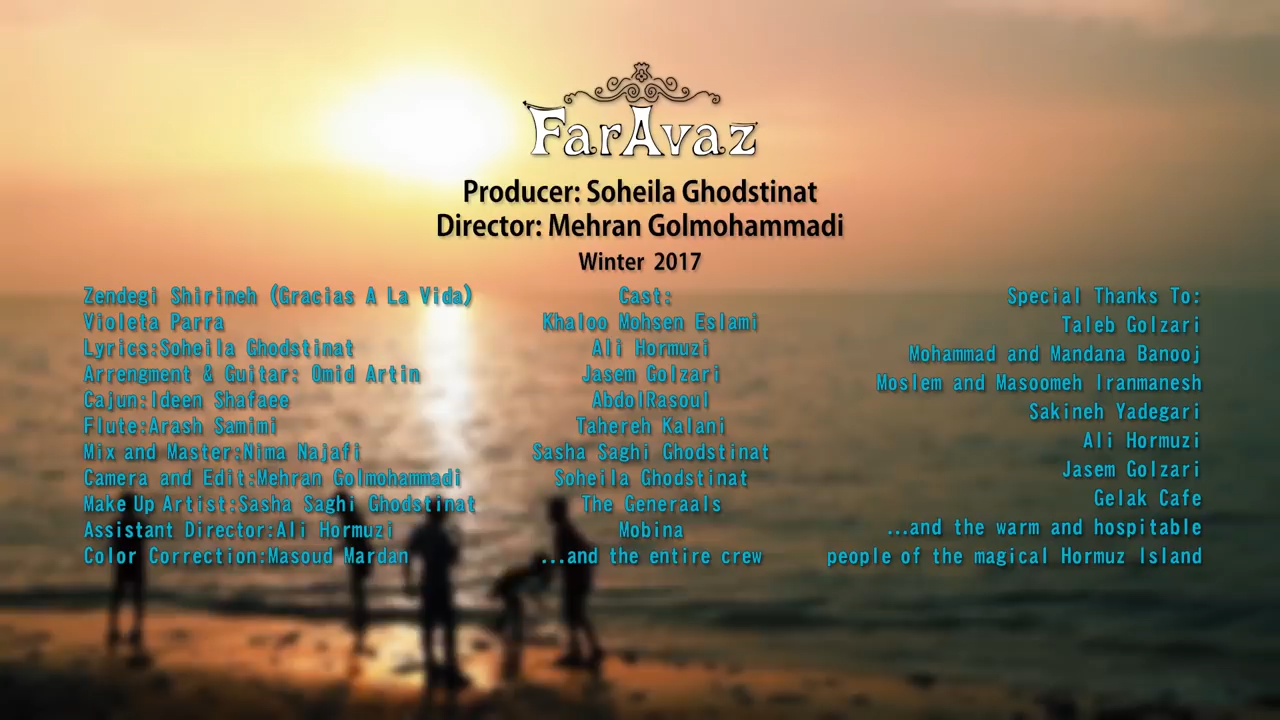 FarAvaz
Producer: Soheila Ghodstinat
Director: Mehran Golmohammadi
Winter 2017
Zendegi Shirineh (Gracias A La Vida)
Violeta Parra
Lyrics:Soheila Ghodstinat
Arrengment & Guitar: Omid Artin
Cajun:Ideen Shafaee
Flute:Arash Samimi
Mix and Master:Nima Najafi
Camera and Edit:Mehran Golmohammadi
Make Up Artist:Sasha Saghi Ghodstinat
Assistant Director:Ali Hormuzi
Color Correction:Masoud Mardan
Cast:
Khaloo Mohsen Eslami
Ali Hormuzi
Jasem Golzari
AbdolRasoul
Tahereh Kalani
Sasha Saghi Ghodstinat
Soheila Ghodstinat
The Generaals
Mobina
...and the entire crew
Special Thanks To:
Taleb Golzari
Mohammad and Mandana Banooj
Moslem and Masoomeh Iranmanesh
Sakineh Yadegari
Ali Hormuzi
Jasem Golzari
Gelak Cafe
...and the warm and hospitable
people of the magical Hormuz Island